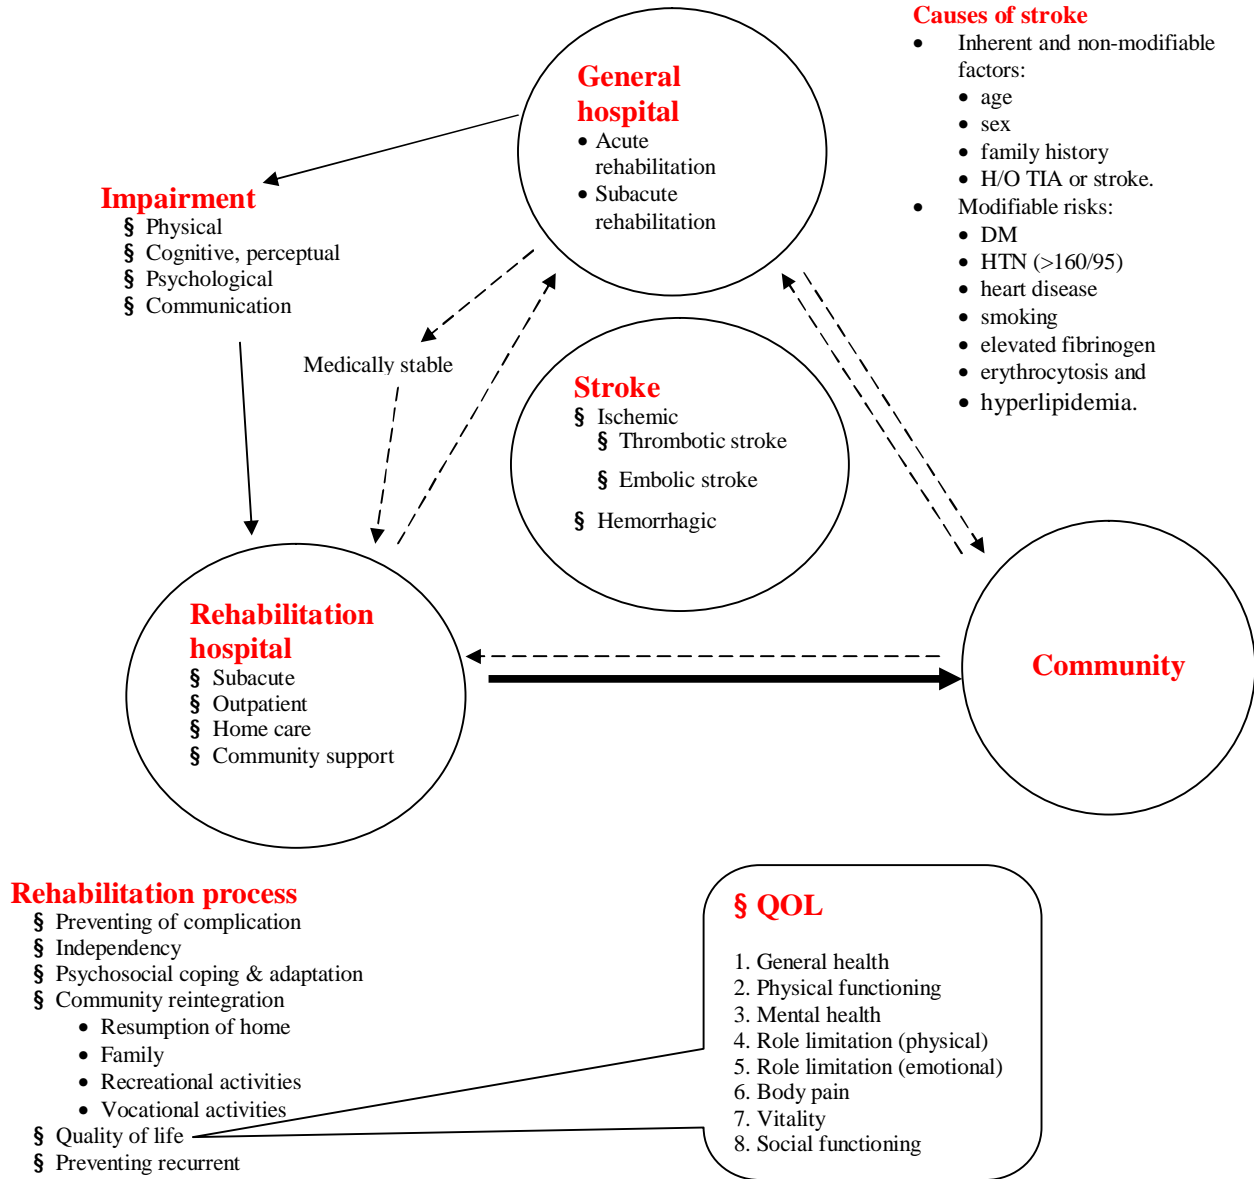 Causes of stroke
• Inherent and non-modifiable
factors:
• age
• sex
• family history
• H/O TIA or stroke.
• Modifiable risks:
• DM
• HTN (>160/95)
• heart disease
• smoking
• elevated fibrinogen
• erythrocytosis and
• hyperlipidemia.
General
hospital
• Acute
rehabilitation
• Subacute
rehabilitation
Impairment
§ Physical
§ Cognitive, perceptual
§ Psychological
§ Communication
Medically stable
Stroke
§ Ischemic
§ Thrombotic stroke
§ Embolic stroke
§ Hemorrhagic
Rehabilitation
hospital
§ Subacute
§ Outpatient
§ Home care
§ Community support
Community
Rehabilitation process
§ Preventing of complication
§ Independency
§ Psychosocial coping & adaptation
§ Community reintegration
• Resumption of home
• Family
• Recreational activities
• Vocational activities
§ Quality of life
§ Preventing recurrent
§ QOL
1. General health
2. Physical functioning
3. Mental health
4. Role limitation (physical)
5. Role limitation (emotional)
6. Body pain
7. Vitality
8. Social functioning